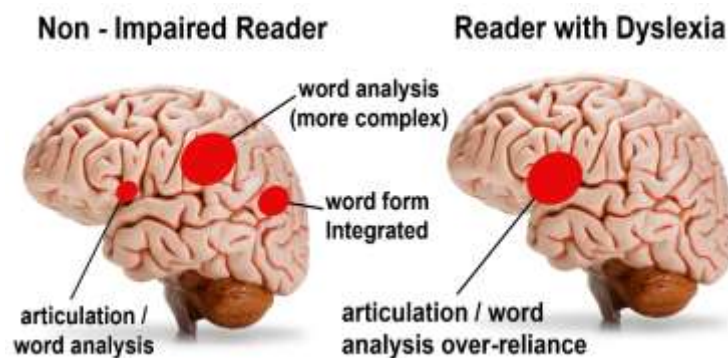 Non - Impaired Reader
Reader with Dyslexia
word analysis
(more complex)
word form
Integrated
articulation /
word analysis
articulation / word
analysis over-reliance